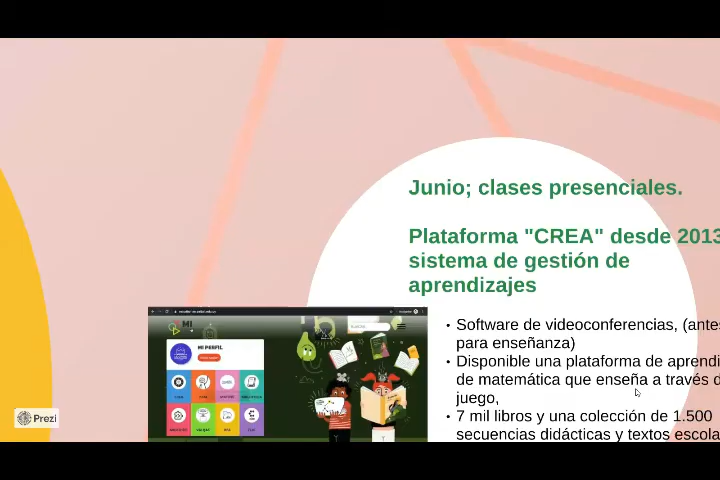 Junio; clases presenciales.
Plataforma "CREA" desde 2013
sistema de gestión de
aprendizajes
• Software de videoconferencias, (antes
para enseñanza)
• Disponible una plataforma de aprendi
de matemática que enseña a través d
juego,
• 7 mil libros y una colección de 1.500
secuencias didácticas y textos escola
MI PERFIL
Prezi